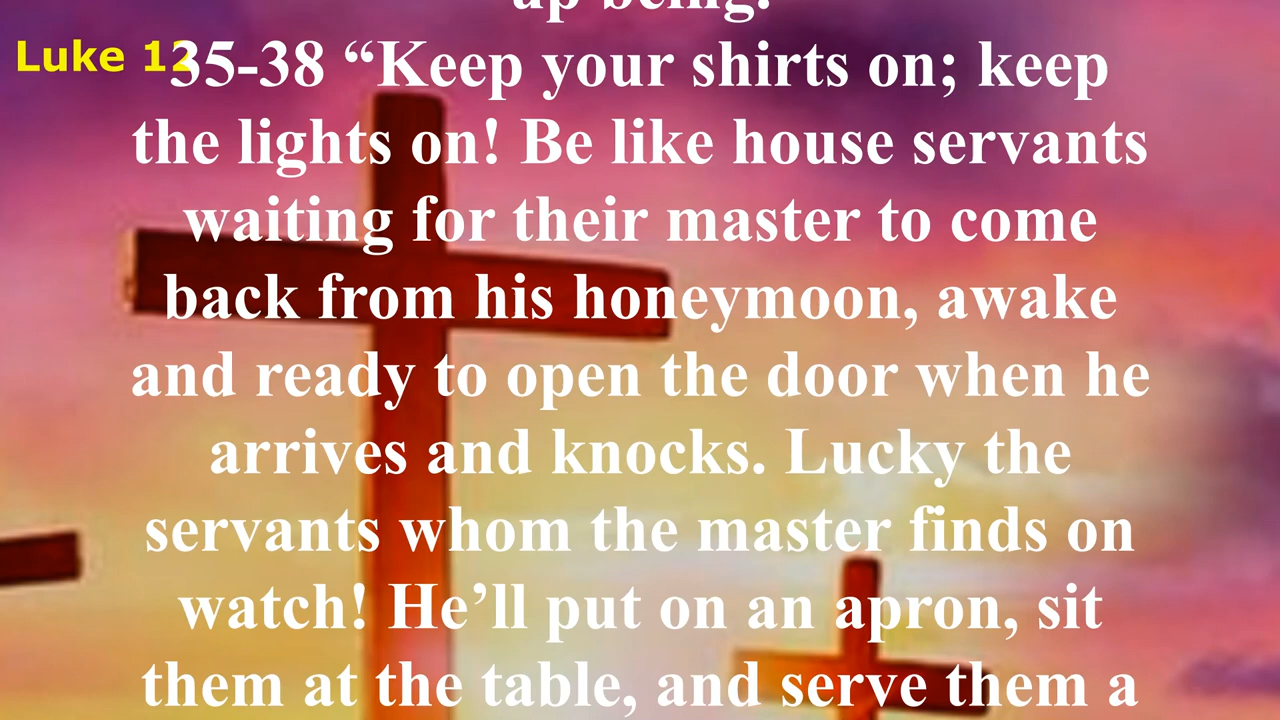 up being.
Luke 12
35-38 “Keep your shirts on; keep
the lights on! Be like house servants
waiting for their master to come
back from his honeymoon, awake
and ready to open the door when he
arrives and knocks. Lucky the
servants whom the master finds on
watch! He’ll put on an apron, sit
them at the table, and serve them a